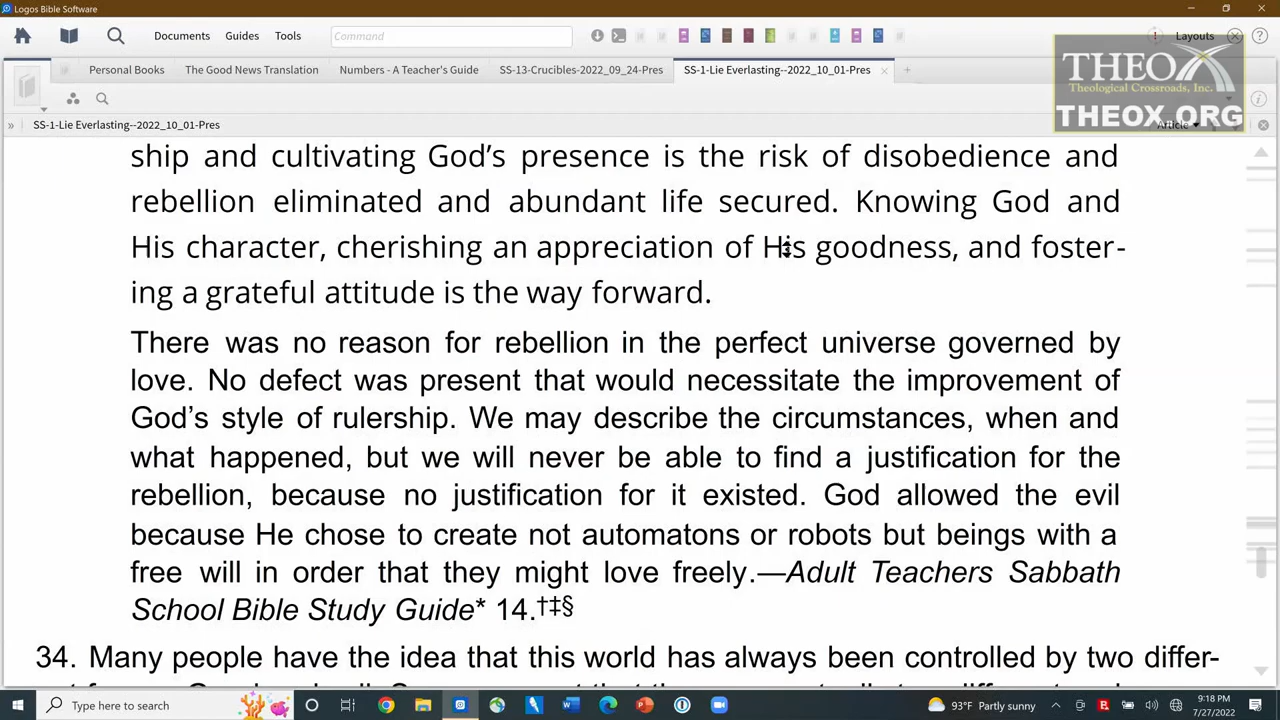 Logos Bible Software
Documents Guides Tools Command Layouts
Personal Books The Good News Translation Numbers - A Teacher's Guide SS-13-Crucibles-2022_09_24-Pres SS-1-Lie Everlasting--2022_10_01-Pres
THEOX
Theological Crossroads, Inc.
THEOX.ORG
SS-1-Lie Everlasting--2022_10_01-Pres Article
ship and cultivating God's presence is the risk of disobedience and
rebellion eliminated and abundant life secured. Knowing God and
His character, cherishing an appreciation of His goodness, and foster-
ing a grateful attitude is the way forward.
There was no reason for rebellion in the perfect universe governed by
love. No defect was present that would necessitate the improvement of
God's style of rulership. We may describe the circumstances, when and
what happened, but we will never be able to find a justification for the
rebellion, because no justification for it existed. God allowed the evil
because He chose to create not automatons or robots but beings with a
free will in order that they might love freely.—Adult Teachers Sabbath
School Bible Study Guide* 14.†‡§
34. Many people have the idea that this world has always been controlled by two differ-
Type here to search 93°F Partly sunny 9:18 PM
7/27/2022